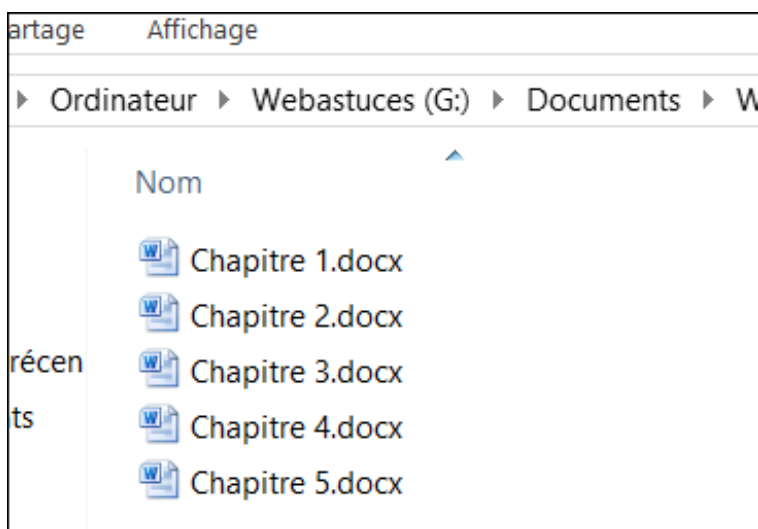 artage Affichage
Ordinateur Webastuces (G:) Documents W
Nom
Chapitre 1.docx
Chapitre 2.docx
récen Chapitre 3.docx
ts Chapitre 4.docx
Chapitre 5.docx